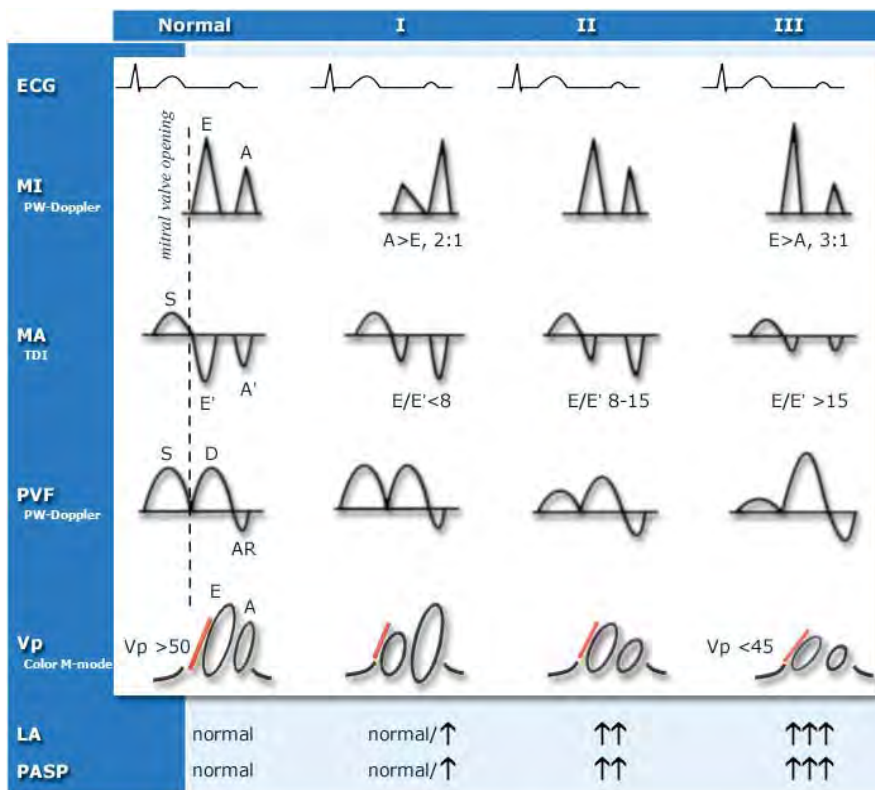 Normal I II III
ECG
mitral valve opening
E
A
MI
PW-Doppler
A>E, 2:1 E>A, 3:1
S
MA
TDI
E' A'
E/E'<8 E/E' 8-15 E/E' >15
S D
PVF
PW-Doppler
AR
E
A
Vp
Color M-mode
Vp >50 Vp <45
LA normal normal/↑ ↑↑ ↑↑↑
PASP normal normal/↑ ↑↑ ↑↑↑